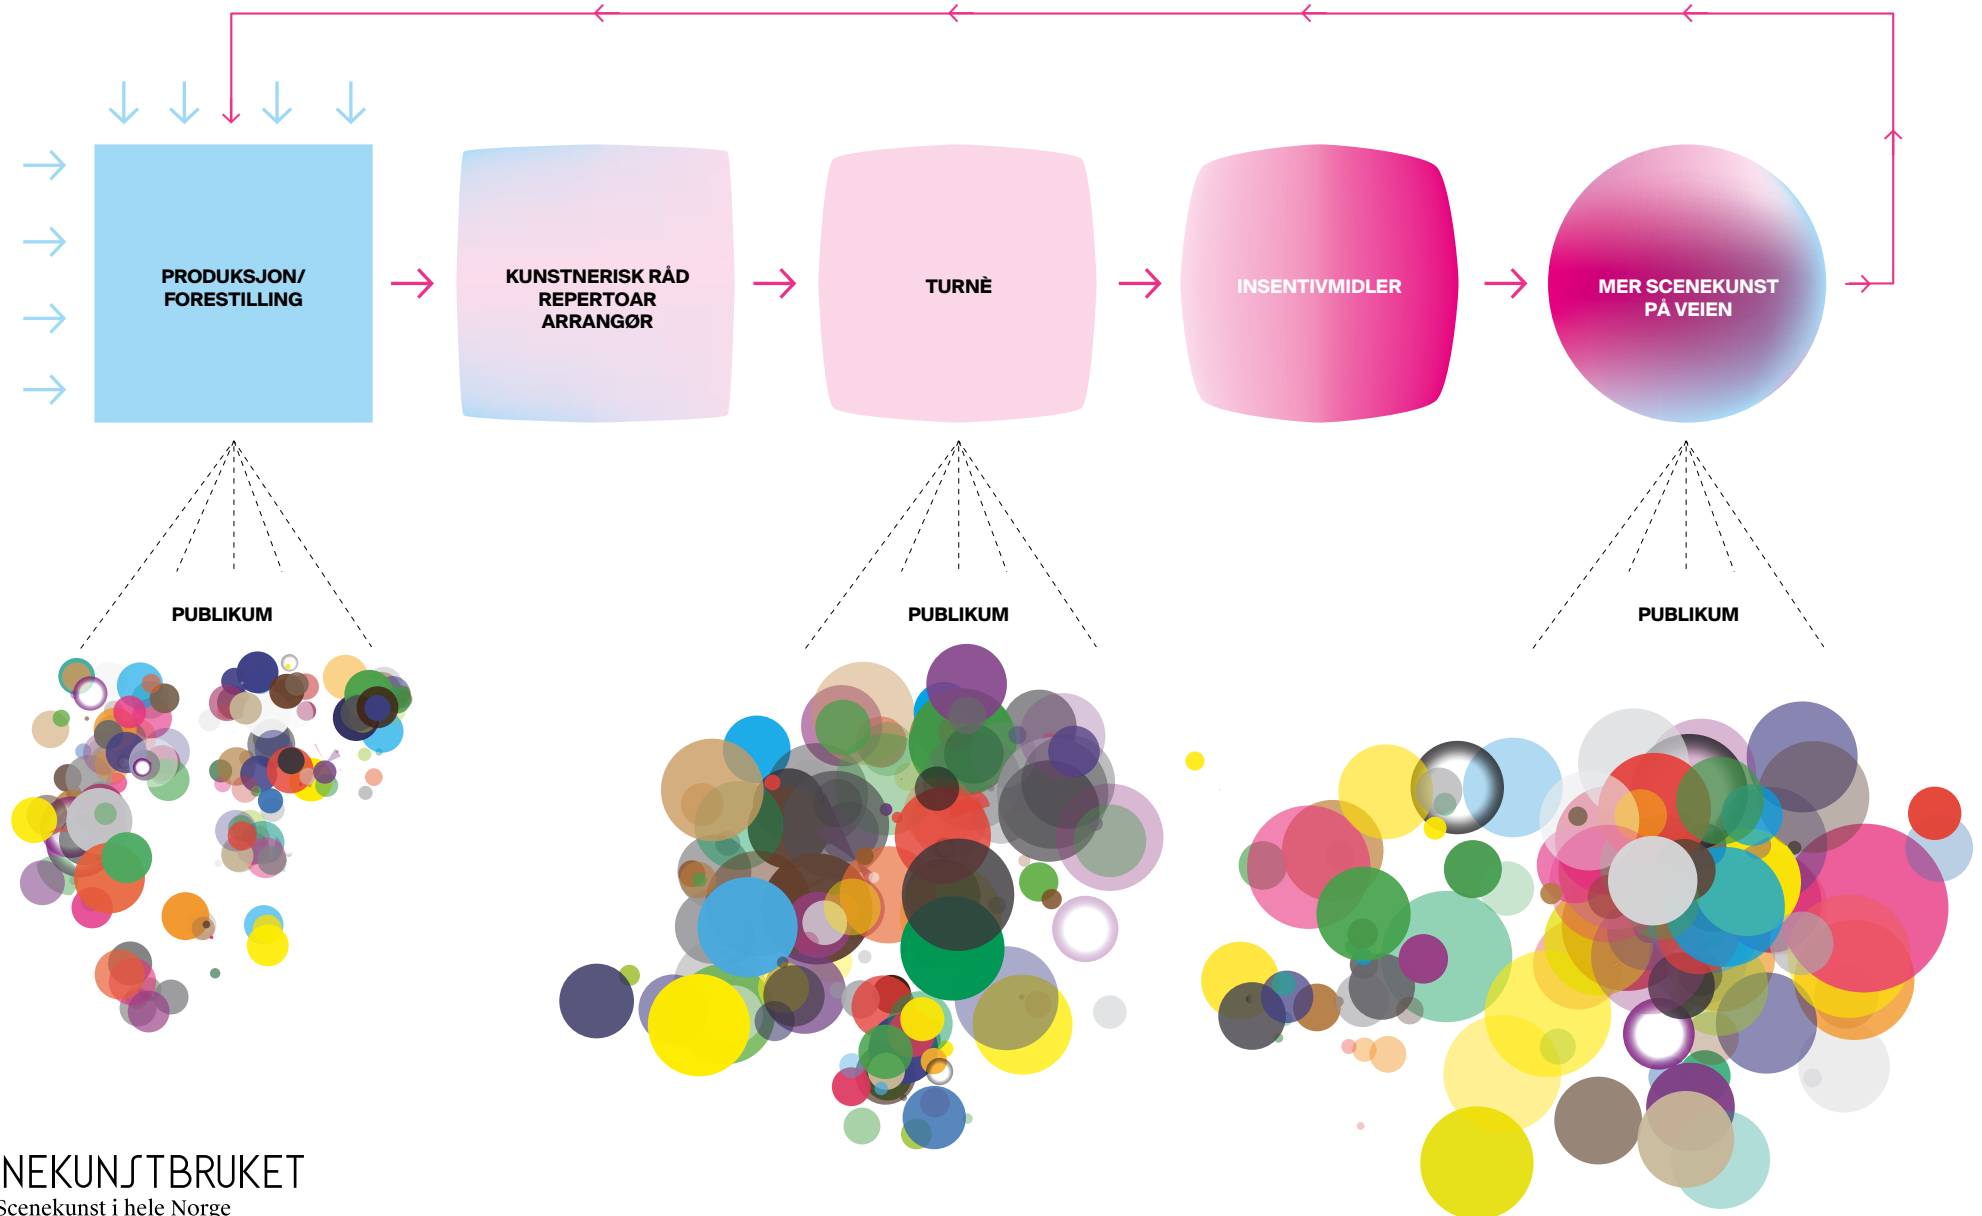 PRODUKSJON/
FORESTILLING
KUNSTNERISK RÅD
REPERTOAR
ARRANGØR
TURNÈ
INSENTIVMIDLER
MER SCENEKUNST
PÅ VEIEN
PUBLIKUM
PUBLIKUM
PUBLIKUM
NEKUNSTBRUKET
Scenekunst i hele Norge